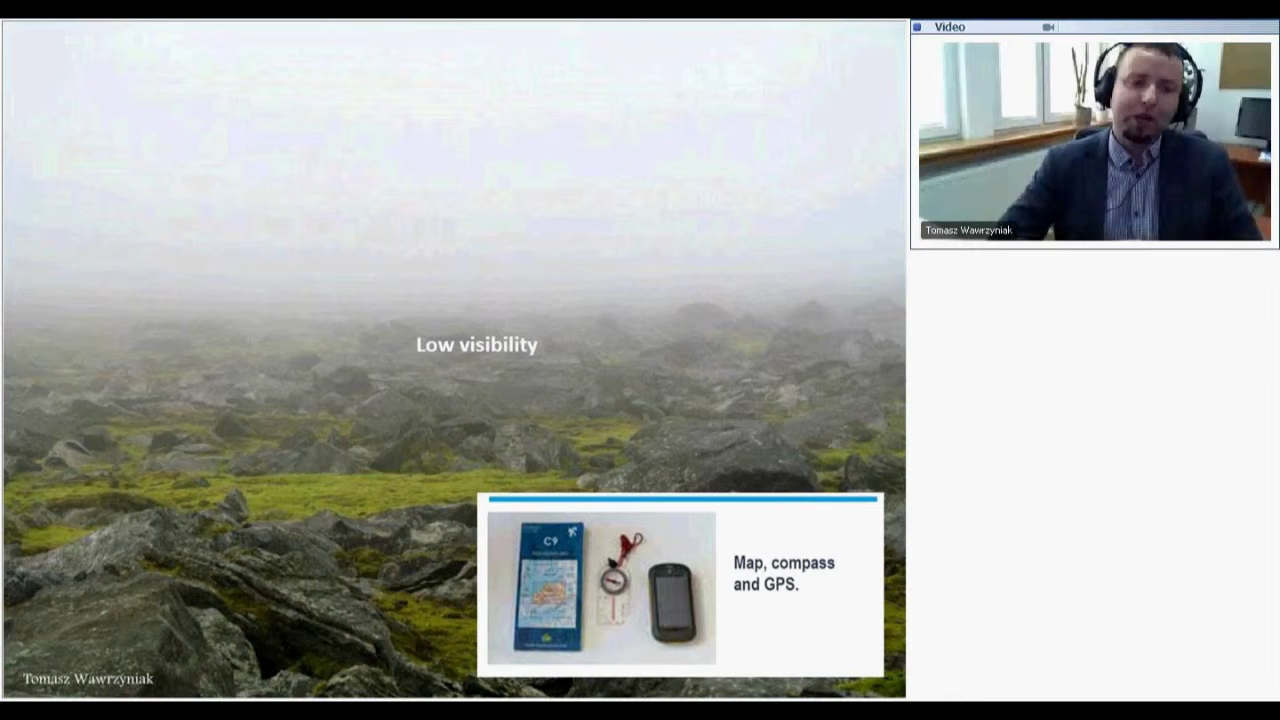 Video
Tomasz Wawrzyniak
Low visibility
C9
Map, compass
and GPS.
Tomasz Wawrzyniak